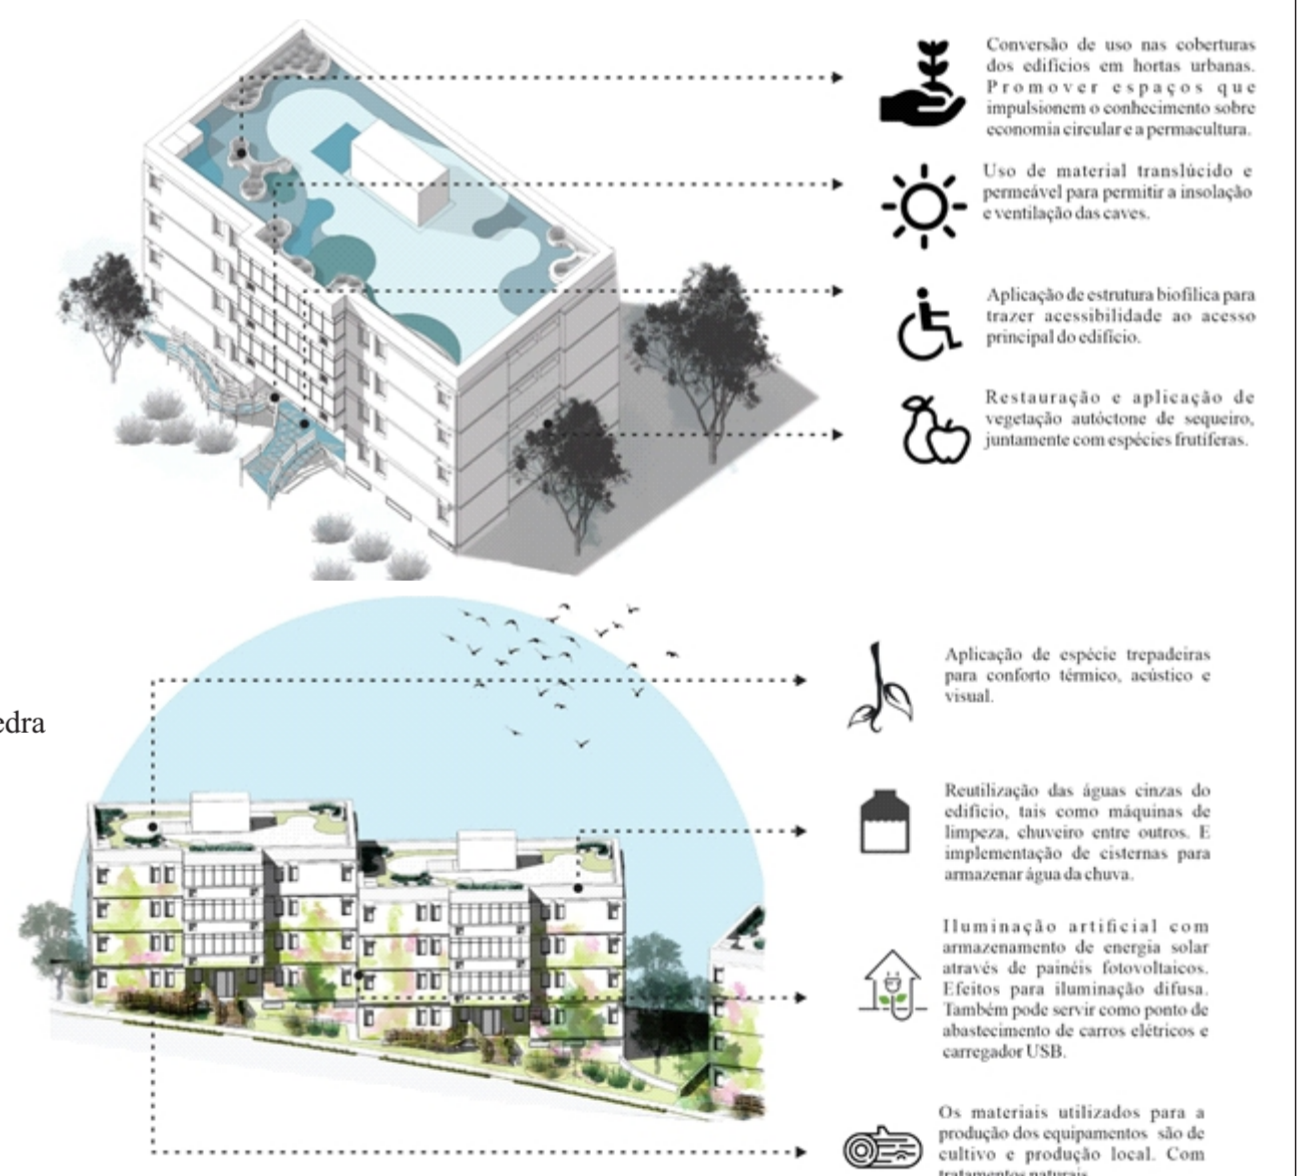 Conversão de uso nas coberturas
dos edifícios em hortas urbanas.
Promover espaços que
impulsionem o conhecimento sobre
economia circular e a permacultura.
Uso de material translúcido e
permeável para permitir a insolação
e ventilação das caves.
Aplicação de estrutura biofílica para
trazer acessibilidade ao acesso
principal do edifício.
Restauração e aplicação de
vegetação autóctone de sequeiro,
juntamente com espécies frutíferas.
edra
Aplicação de espécie trepadeiras
para conforto térmico, acústico e
visual.
Reutilização das águas cinzas do
edifício, tais como máquinas de
limpeza, chuveiro entre outros. E
implementação de cisternas para
armazenar água da chuva.
Iluminação artificial com
armazenamento de energia solar
através de painéis fotovoltaicos.
Efeitos para iluminação difusa.
Também pode servir como ponto de
abastecimento de carros elétricos e
carregador USB.
Os materiais utilizados para a
produção dos equipamentos são de
cultivo e produção local. Com
tratamentos naturais